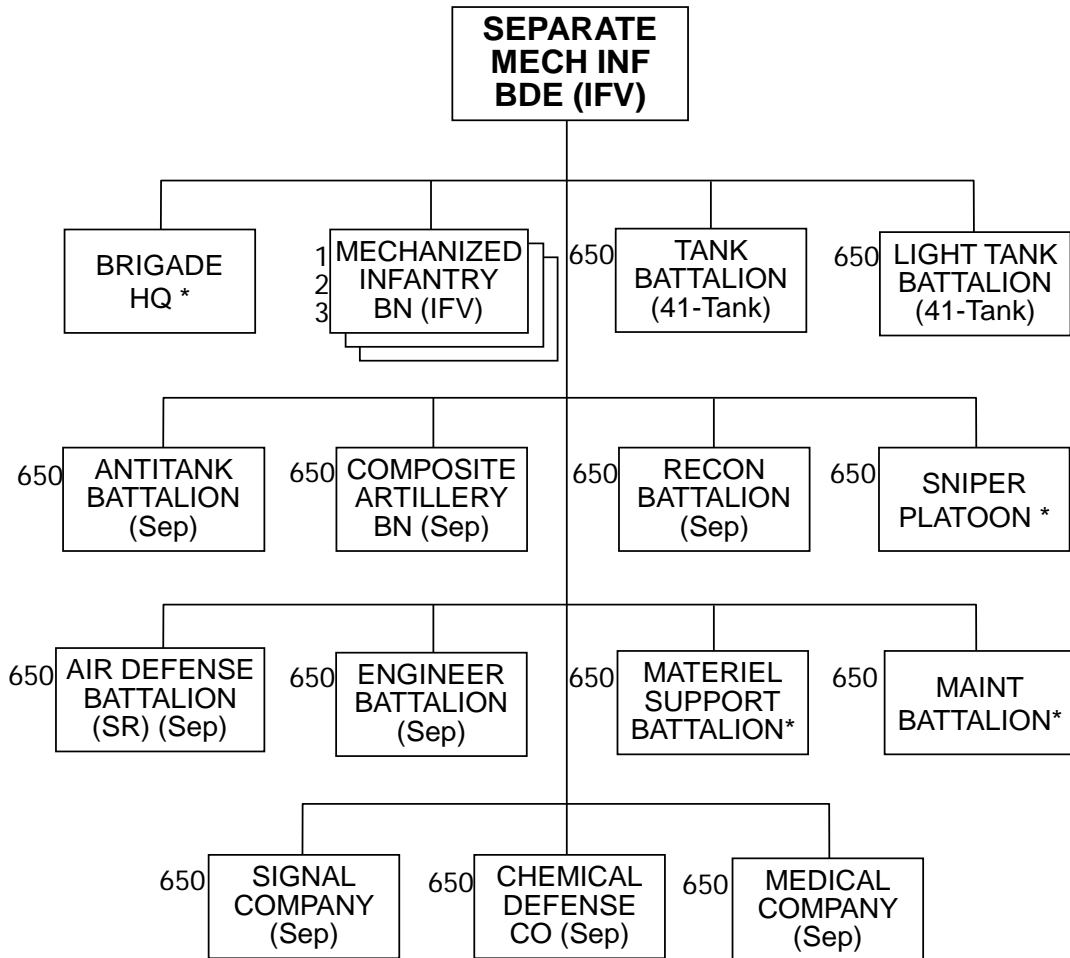 SEPARATE
MECH INF
BDE (IFV)
BRIGADE
HQ *
1
2
3
MECHANIZED
INFANTRY
BN (IFV)
650
TANK
BATTALION
(41-Tank)
650
LIGHT TANK
BATTALION
(41-Tank)
650
ANTITANK
BATTALION
(Sep)
650
COMPOSITE
ARTILLERY
BN (Sep)
650
RECON
BATTALION
(Sep)
650
SNIPER
PLATOON *
650
AIR DEFENSE
BATTALION
(SR) (Sep)
650
ENGINEER
BATTALION
(Sep)
650
MATERIEL
SUPPORT
BATTALION*
650
MAINT
BATTALION*
650
SIGNAL
COMPANY
(Sep)
650
CHEMICAL
DEFENSE
CO (Sep)
650
MEDICAL
COMPANY
(Sep)